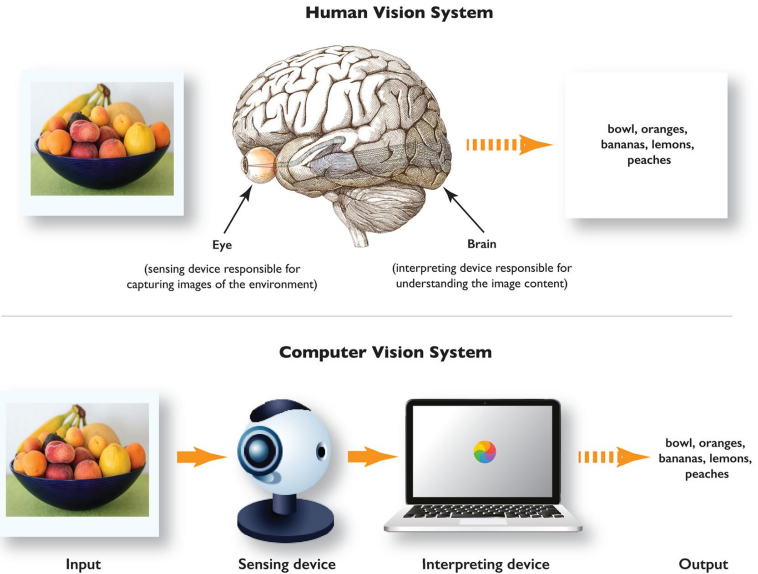 Human Vision System
bowl, oranges,
bananas, lemons,
peaches
Eye
(sensing device responsible for
capturing images of the environment)
Brain
(interpreting device responsible for
understanding the image content)
Computer Vision System
bowl, oranges,
bananas, lemons,
peaches
Input
Sensing device
Interpreting device
Output